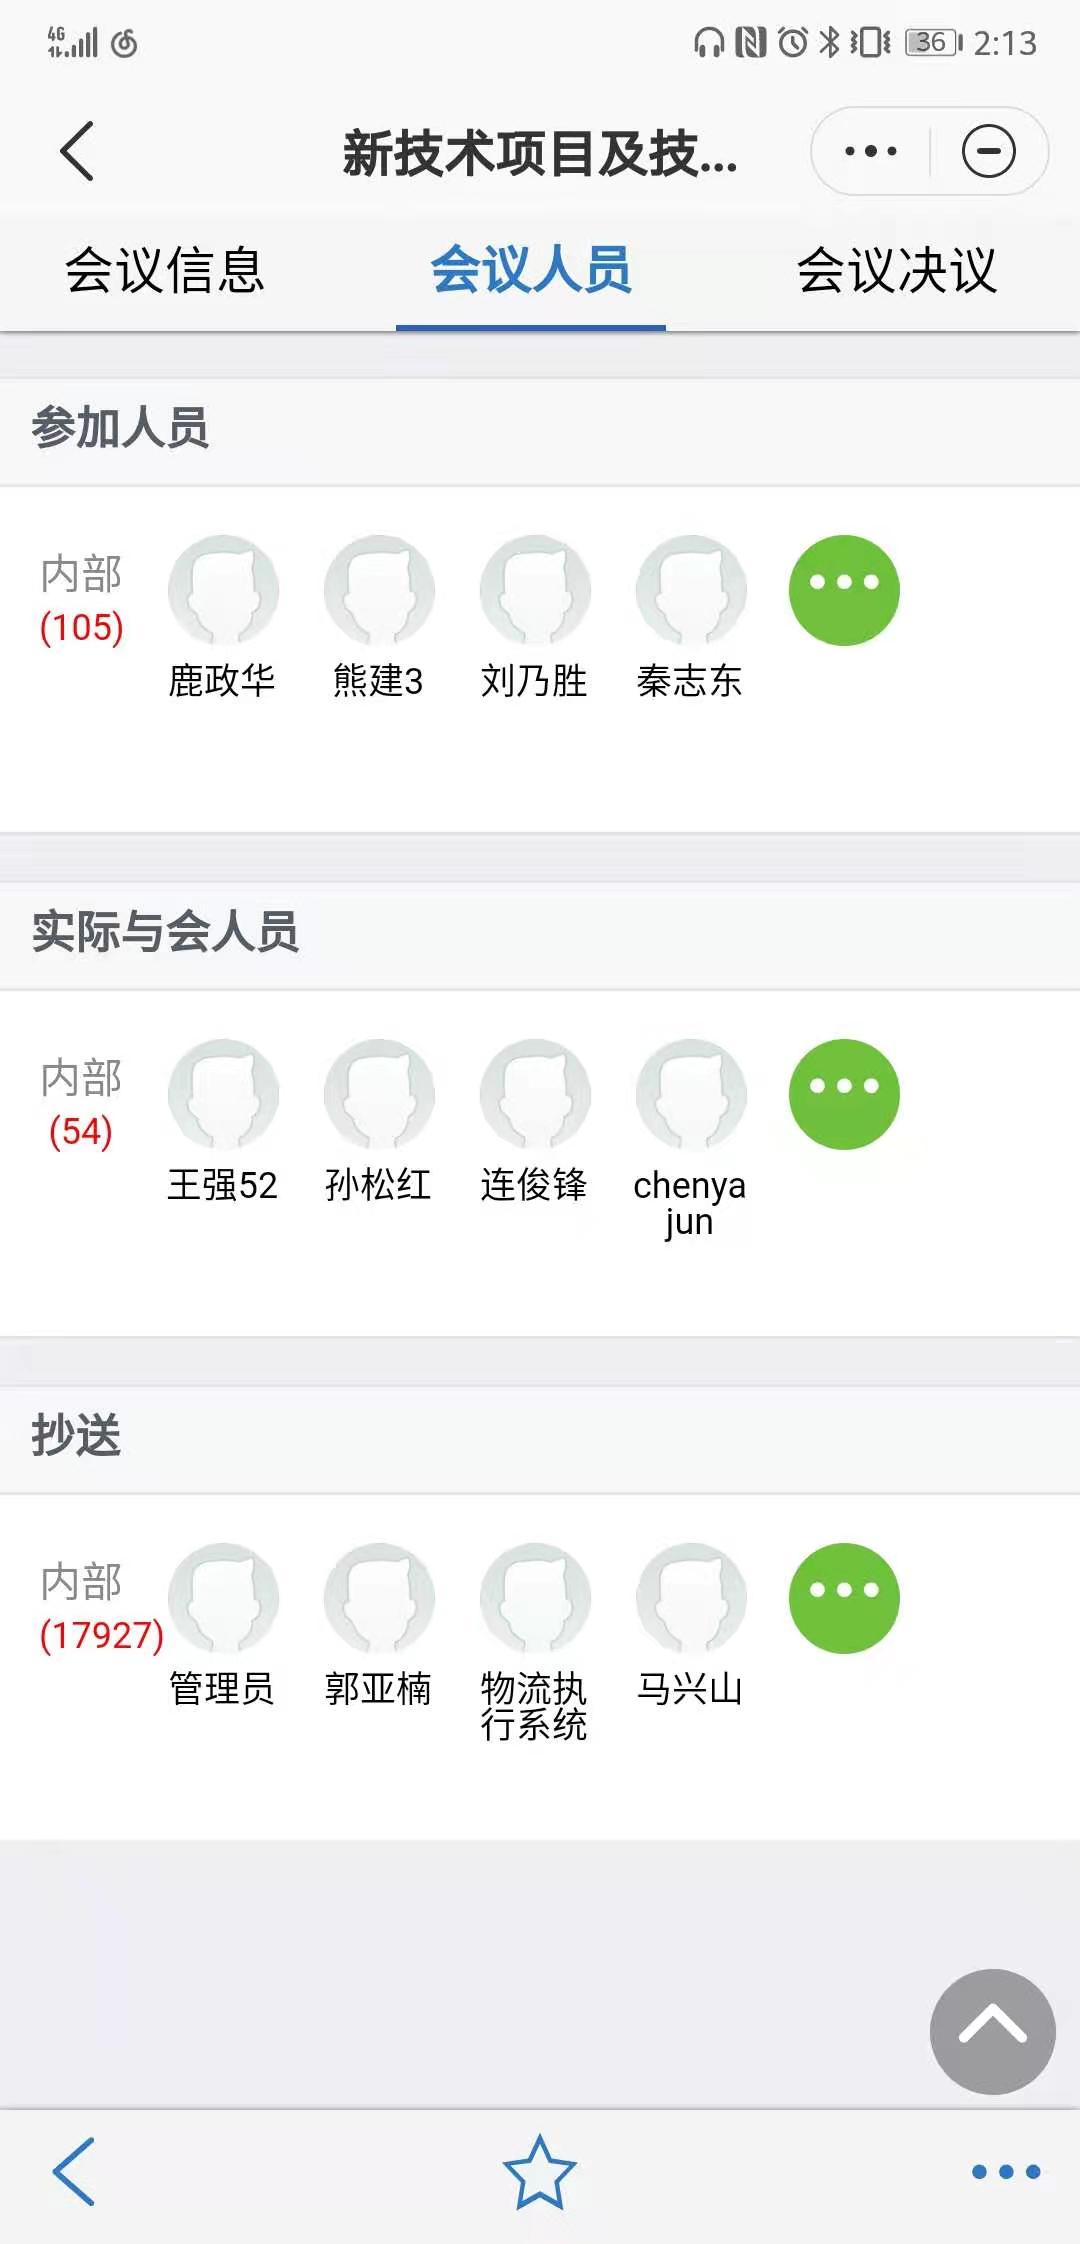 4G
36
2:13
新技术项目及技...
会议信息
会议人员
会议决议
参加人员
内部
(105)
鹿政华
熊建3
刘乃胜
秦志东
实际与会人员
内部
(54)
王强52
孙松红
连俊锋
chenya
jun
抄送
内部
(17927)
管理员
郭亚楠
物流执
行系统
马兴山